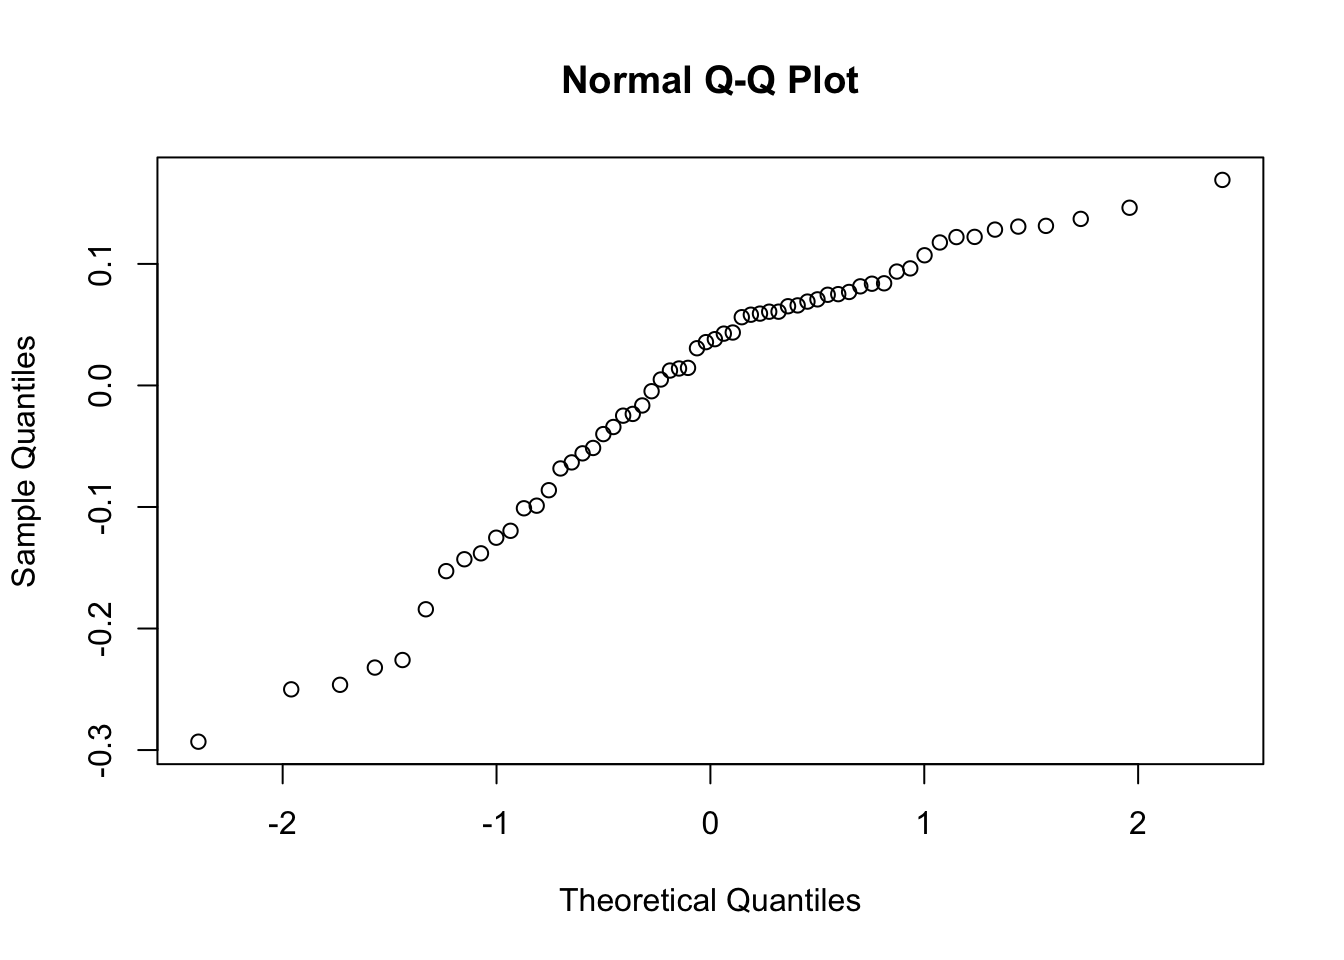 Normal Q-Q Plot
Sample Quantiles
0.1
0.0
-0.1
-0.2
-0.3
-2 -1 0 1 2
Theoretical Quantiles